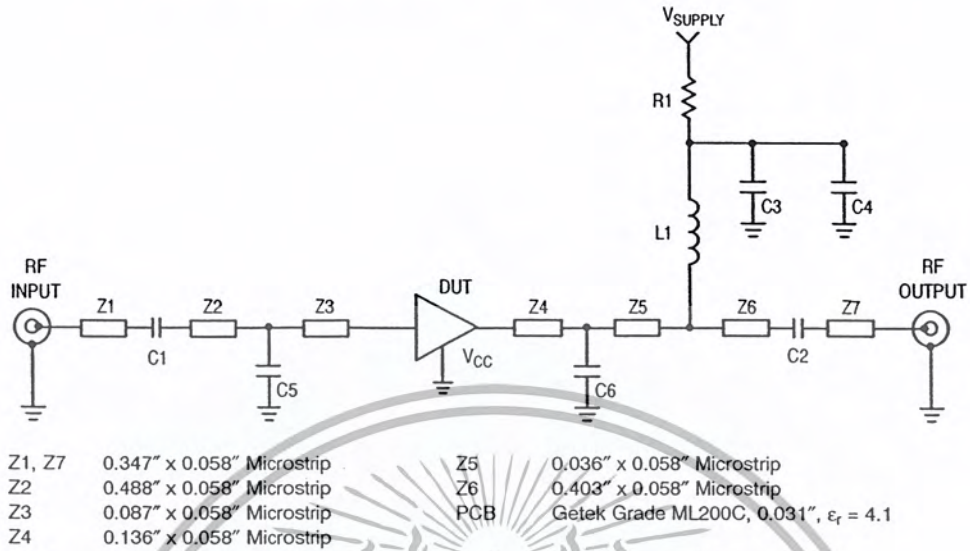 VSUPPLY
R1
C3
C4
L1
RF
INPUT
RF
OUTPUT
Z1
Z2
Z3
DUT
Z4
Z5
Z6
Z7
C1
C5
VCC
C6
C2
Z1, Z7 0.347″ x 0.058″ Microstrip
Z2 0.488″ x 0.058″ Microstrip
Z3 0.087″ x 0.058″ Microstrip
Z4 0.136″ x 0.058″ Microstrip
Z5 0.036″ x 0.058″ Microstrip
Z6 0.403″ x 0.058″ Microstrip
PCB Getek Grade ML200C, 0.031″, εr = 4.1